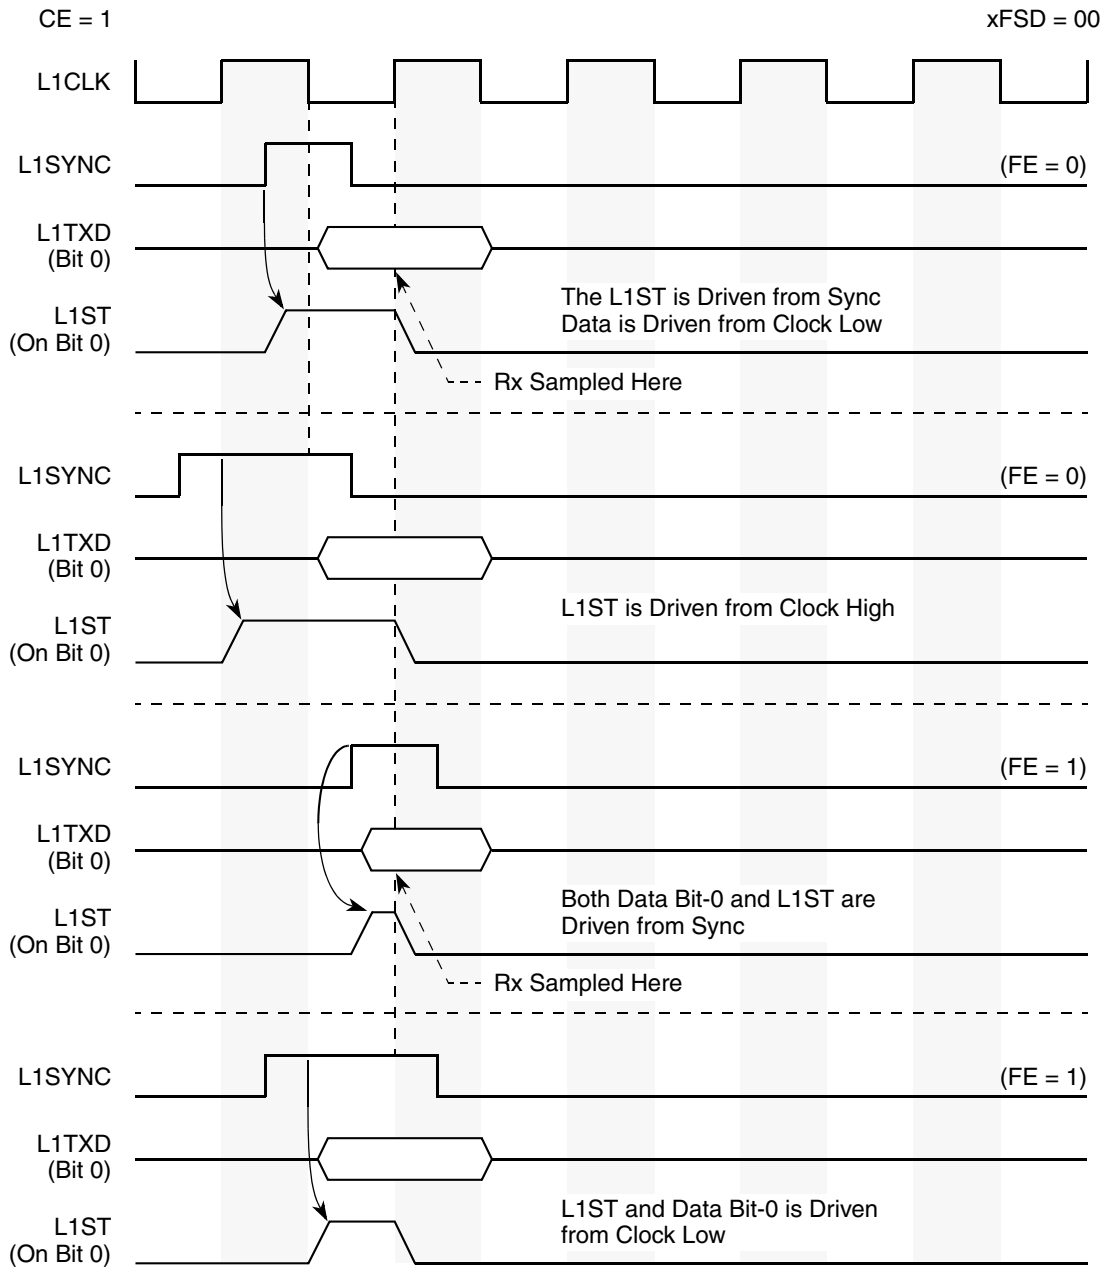 CE = 1
xFSD = 00
L1CLK
L1SYNC
(FE = 0)
L1TXD
(Bit 0)
L1ST
(On Bit 0)
The L1ST is Driven from Sync
Data is Driven from Clock Low
Rx Sampled Here
L1SYNC
(FE = 0)
L1TXD
(Bit 0)
L1ST
(On Bit 0)
L1ST is Driven from Clock High
L1SYNC
(FE = 1)
L1TXD
(Bit 0)
L1ST
(On Bit 0)
Both Data Bit-0 and L1ST are
Driven from Sync
Rx Sampled Here
L1SYNC
(FE = 1)
L1TXD
(Bit 0)
L1ST
(On Bit 0)
L1ST and Data Bit-0 is Driven
from Clock Low